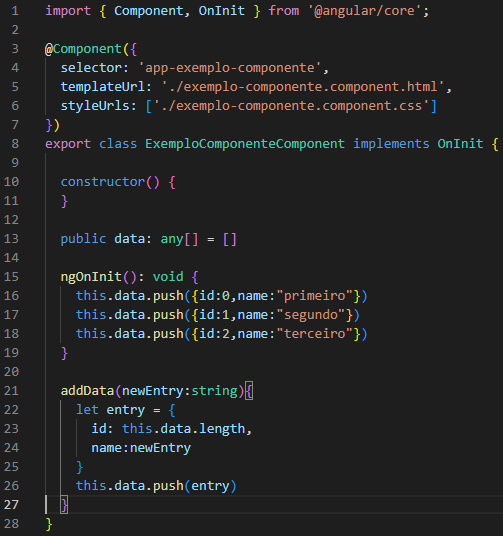 1 import { Component, OnInit } from '@angular/core';
2
3 @Component({
4   selector: 'app-exemplo-componente',
5   templateUrl: './exemplo-componente.component.html',
6   styleUrls: ['./exemplo-componente.component.css']
7 })
8 export class ExemploComponenteComponent implements OnInit {
9
10   constructor() {
11   }
12
13   public data: any[] = []
14
15   ngOnInit(): void {
16     this.data.push({id:0,name:"primeiro"})
17     this.data.push({id:1,name:"segundo"})
18     this.data.push({id:2,name:"terceiro"})
19   }
20
21   addData(newEntry:string){
22     let entry = {
23       id: this.data.length,
24       name:newEntry
25     }
26     this.data.push(entry)
27   }
28 }